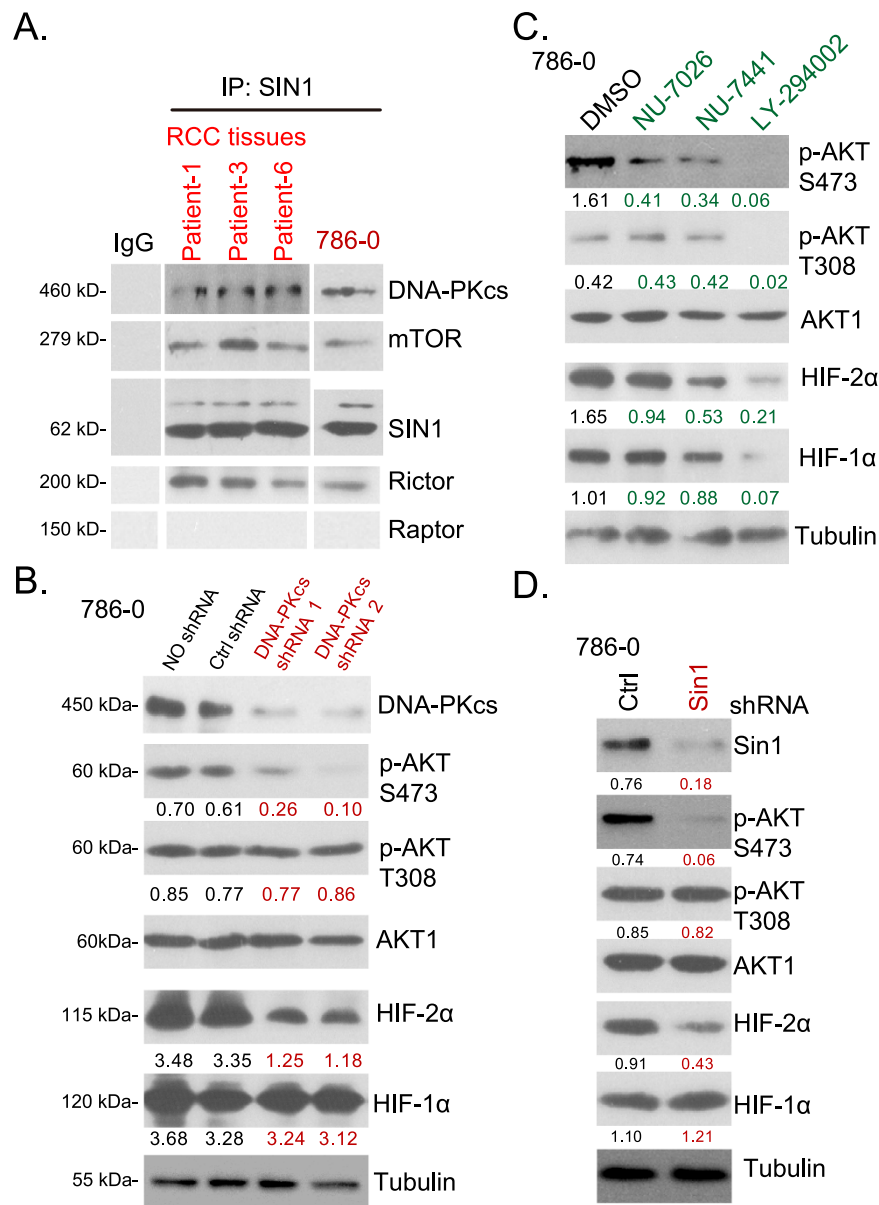 A.
IP: SIN1
RCC tissues
IgG
Patient-1
Patient-3
Patient-6
786-0
460 kD-
DNA-PKcs
279 kD-
mTOR
62 kD-
SIN1
200 kD-
Rictor
150 kD-
Raptor
B.
786-0
NO shRNA
Ctrl shRNA
DNA-PKcs
shRNA 1
DNA-PKcs
shRNA 2
450 kDa-
DNA-PKcs
60 kDa-
p-AKT
S473
0.70 0.61 0.26 0.10
60 kDa-
p-AKT
T308
0.85 0.77 0.77 0.86
60kDa-
AKT1
115 kDa-
HIF-2α
3.48 3.35 1.25 1.18
120 kDa-
HIF-1α
3.68 3.28 3.24 3.12
55 kDa-
Tubulin
C.
786-0
DMSO
NU-7026
NU-7441
LY-294002
p-AKT
S473
1.61 0.41 0.34 0.06
p-AKT
T308
0.42 0.43 0.42 0.02
AKT1
HIF-2α
1.65 0.94 0.53 0.21
HIF-1α
1.01 0.92 0.88 0.07
Tubulin
D.
786-0
Ctrl
Sin1
shRNA
Sin1
0.76 0.18
p-AKT
S473
0.74 0.06
p-AKT
T308
0.85 0.82
AKT1
HIF-2α
0.91 0.43
HIF-1α
1.10 1.21
Tubulin